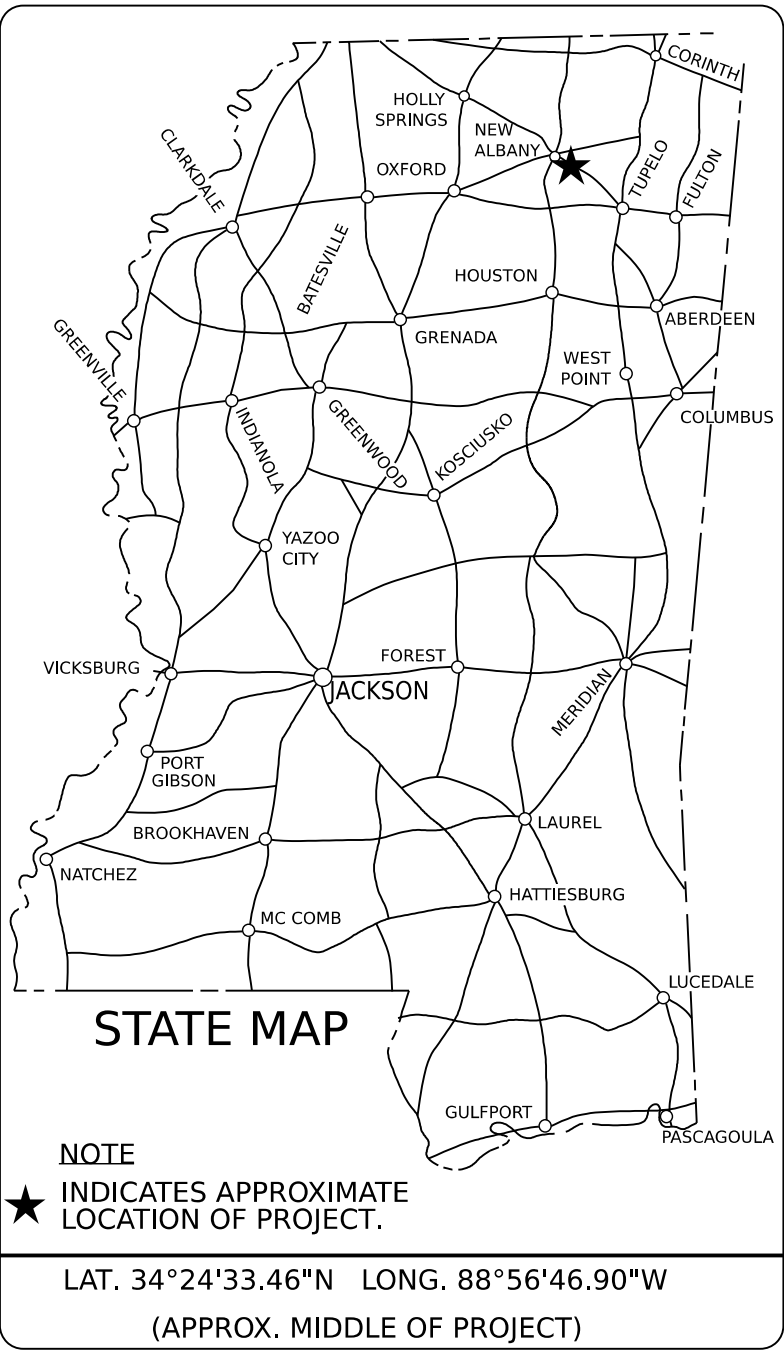 CORINTH
HOLLY
SPRINGS
NEW
ALBANY
CLARKDALE
OXFORD
TUPELO
FULTON
BATESVILLE
HOUSTON
ABERDEEN
GREENVILLE
GRENADA
WEST
POINT
COLUMBUS
INDIANOLA
GREENWOOD
KOSCIUSKO
YAZOO
CITY
VICKSBURG
FOREST
JACKSON
MERIDIAN
PORT
GIBSON
BROOKHAVEN
LAUREL
NATCHEZ
HATTIESBURG
MC COMB
LUCEDALE
STATE MAP
GULFPORT
PASCAGOULA
NOTE
INDICATES APPROXIMATE
LOCATION OF PROJECT.
LAT. 34°24'33.46"N LONG. 88°56'46.90"W
(APPROX. MIDDLE OF PROJECT)